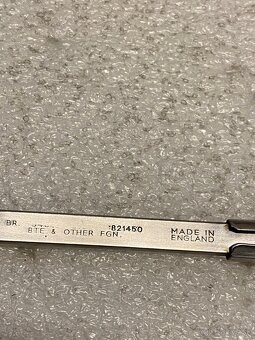 BR. 821450 MADE IN
BTE & OTHER FGN. ENGLAND